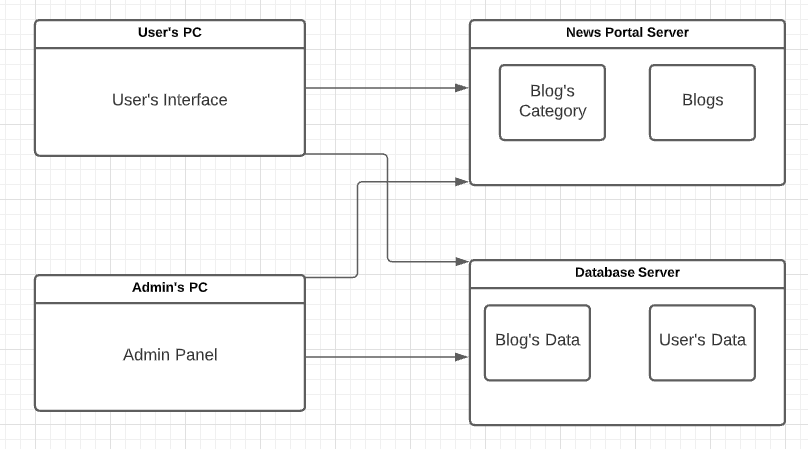 User's PC
User's Interface
News Portal Server
Blog's
Category
Blogs
Admin's PC
Admin Panel
Database Server
Blog's Data
User's Data